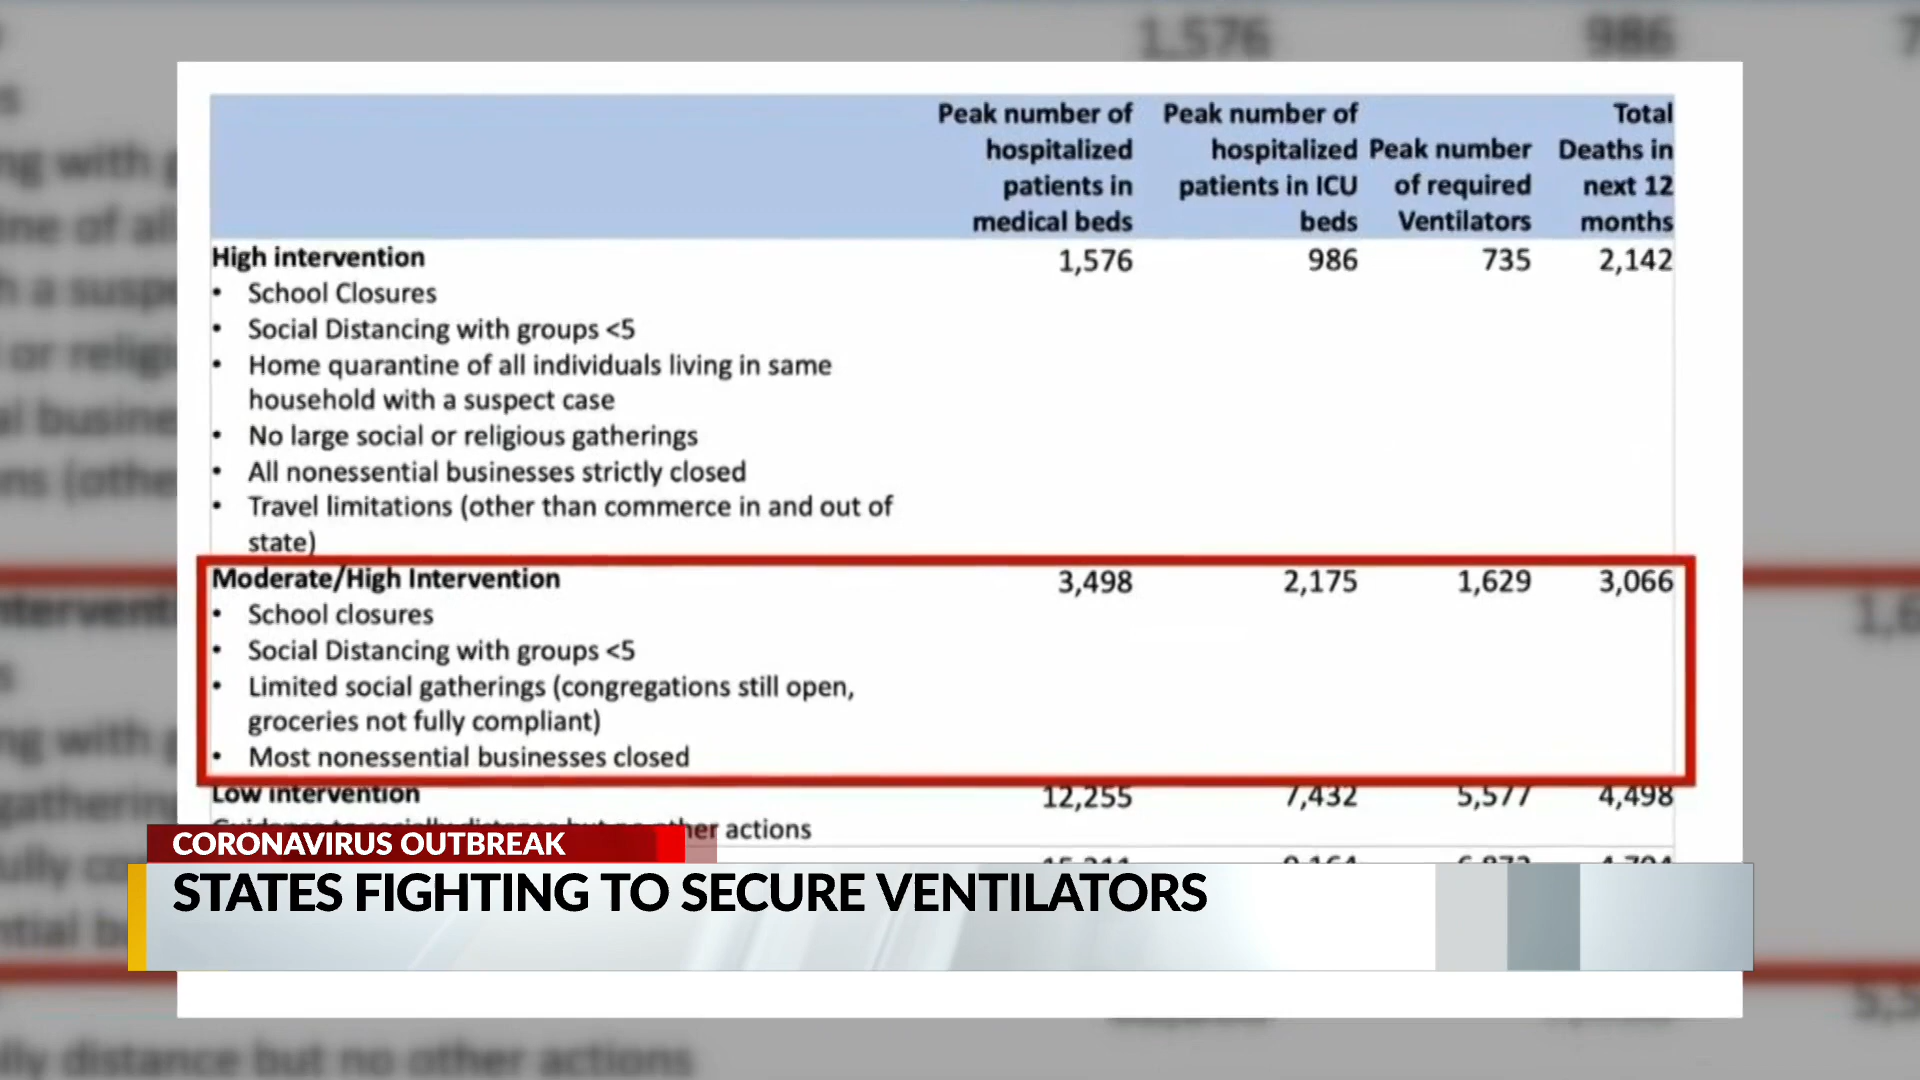 Peak number of hospitalized patients in medical beds
Peak number of hospitalized patients in ICU beds
Peak number of required Ventilators
Total Deaths in next 12 months
High intervention 1,576 986 735 2,142
• School Closures
• Social Distancing with groups <5
• Home quarantine of all individuals living in same
household with a suspect case
• No large social or religious gatherings
• All nonessential businesses strictly closed
• Travel limitations (other than commerce in and out of
state)
Moderate/High Intervention 3,498 2,175 1,629 3,066
• School closures
• Social Distancing with groups <5
• Limited social gatherings (congregations still open,
groceries not fully compliant)
• Most nonessential businesses closed
Low intervention 12,255 7,432 5,577 4,498
actions
CORONAVIRUS OUTBREAK
STATES FIGHTING TO SECURE VENTILATORS